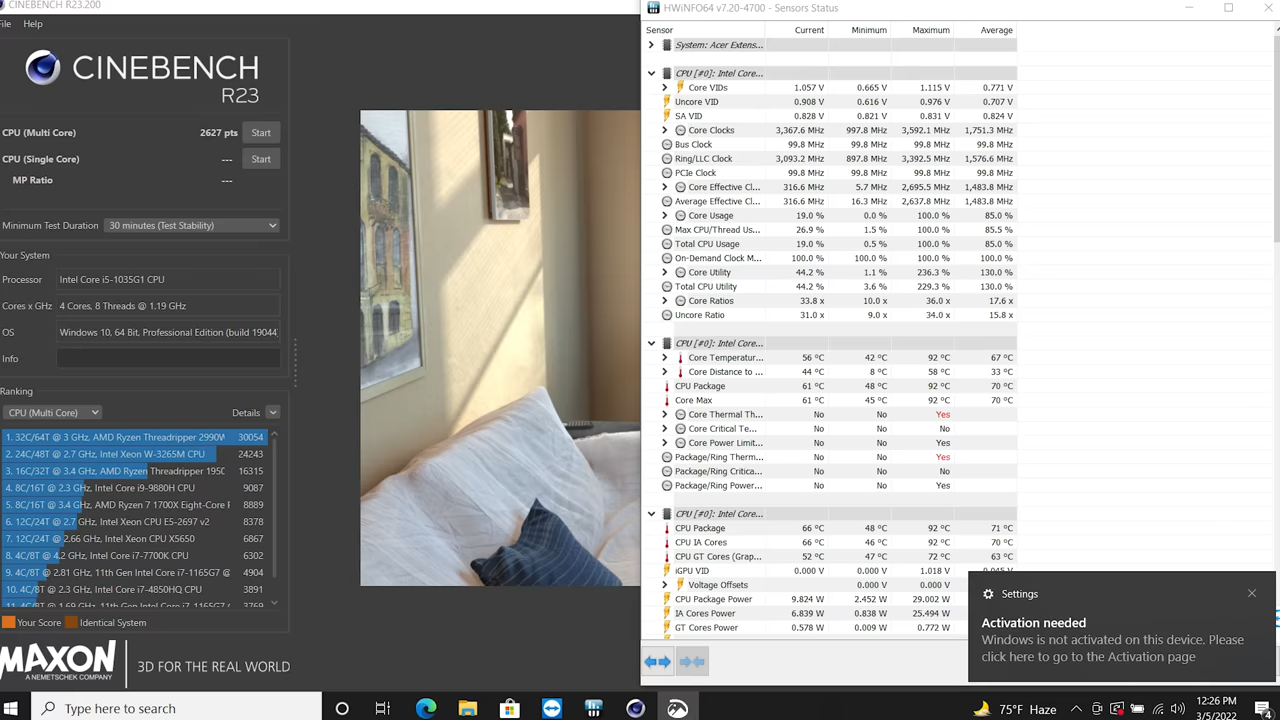 CINEBENCH R23.200
File Help
CINEBENCH
R23
CPU (Multi Core) 2627 pts Start
CPU (Single Core) --- Start
MP Ratio ---
Minimum Test Duration 30 minutes (Test Stability)
Your System
Processor Intel Core i5-1035G1 CPU
Cores x GHz 4 Cores, 8 Threads @ 1.19 GHz
OS Windows 10, 64 Bit, Professional Edition (build 19044)
Info
Ranking
CPU (Multi Core) Details
1. 32C/64T @ 3 GHz, AMD Ryzen Threadripper 2990W 30054
2. 24C/48T @ 2.7 GHz, Intel Xeon W-3265M CPU 24243
3. 16C/32T @ 3.4 GHz, AMD Ryzen Threadripper 195 16315
4. 8C/16T @ 2.3 GHz, Intel Core i9-9880H CPU 9087
5. 8C/16T @ 3.4 GHz, AMD Ryzen 7 1700X Eight-Core 8889
6. 12C/24T @ 2.7 GHz, Intel Xeon CPU E5-2697 v2 8378
7. 12C/24T @ 2.66 GHz, Intel Xeon CPU X5650 6867
8. 4C/8T @ 4.2 GHz, Intel Core i7-7700K CPU 6302
9. 4C/8T @ 2.81 GHz, 11th Gen Intel Core i7-1165G7 @ 4904
10. 4C/8T @ 2.3 GHz, Intel Core i7-4850HQ CPU 3891
11. 4C/8T @ 1.69 GHz, 11th Gen Intel Core i7-1165G7 3769
Your Score Identical System
MAXON
A NEMETSCHEK COMPANY
3D FOR THE REAL WORLD
HWiNFO64 v7.20-4700 - Sensors Status
Sensor Current Minimum Maximum Average
System: Acer Extens...
CPU [#0]: Intel Core...
Core VIDs 1.057 V 0.665 V 1.115 V 0.771 V
Uncore VID 0.908 V 0.616 V 0.976 V 0.707 V
SA VID 0.828 V 0.821 V 0.831 V 0.824 V
Core Clocks 3,367.6 MHz 997.8 MHz 3,592.1 MHz 1,751.3 MHz
Bus Clock 99.8 MHz 99.8 MHz 99.8 MHz 99.8 MHz
Ring/LLC Clock 3,093.2 MHz 897.8 MHz 3,392.5 MHz 1,576.6 MHz
PCIe Clock 99.8 MHz 99.8 MHz 99.8 MHz 99.8 MHz
Core Effective Cl... 316.6 MHz 5.7 MHz 2,695.5 MHz 1,483.8 MHz
Average Effective Cl... 316.6 MHz 16.3 MHz 2,637.8 MHz 1,483.8 MHz
Core Usage 19.0 % 0.0 % 100.0 % 85.0 %
Max CPU/Thread Us... 26.9 % 1.5 % 100.0 % 85.5 %
Total CPU Usage 19.0 % 0.5 % 100.0 % 85.0 %
On-Demand Clock M... 100.0 % 100.0 % 100.0 % 100.0 %
Core Utility 44.2 % 1.1 % 236.3 % 130.0 %
Total CPU Utility 44.2 % 3.6 % 229.3 % 130.0 %
Core Ratios 33.8 x 10.0 x 36.0 x 17.6 x
Uncore Ratio 31.0 x 9.0 x 34.0 x 15.8 x
CPU [#0]: Intel Core...
Core Temperatur... 56 °C 42 °C 92 °C 67 °C
Core Distance to ... 44 °C 8 °C 58 °C 33 °C
CPU Package 61 °C 48 °C 92 °C 70 °C
Core Max 61 °C 45 °C 92 °C 70 °C
Core Thermal Th... No No Yes
Core Critical Te... No No No
Core Power Limit... No No Yes
Package/Ring Therm... No No Yes
Package/Ring Critica... No No No
Package/Ring Power... No No Yes
CPU [#0]: Intel Core...
CPU Package 66 °C 48 °C 92 °C 71 °C
CPU IA Cores 66 °C 46 °C 92 °C 70 °C
CPU GT Cores (Grap... 52 °C 47 °C 72 °C 63 °C
iGPU VID 0.000 V 0.000 V 1.018 V 0.045 V
Voltage Offsets 0.000 V 0.000 V
CPU Package Power 9.824 W 2.452 W 29.002 W
IA Cores Power 6.839 W 0.838 W 25.494 W
GT Cores Power 0.578 W 0.009 W 0.772 W
Settings
Activation needed
Windows is not activated on this device. Please
click here to go to the Activation page
Type here to search
75°F Haze
12:26 PM
3/5/2022
4